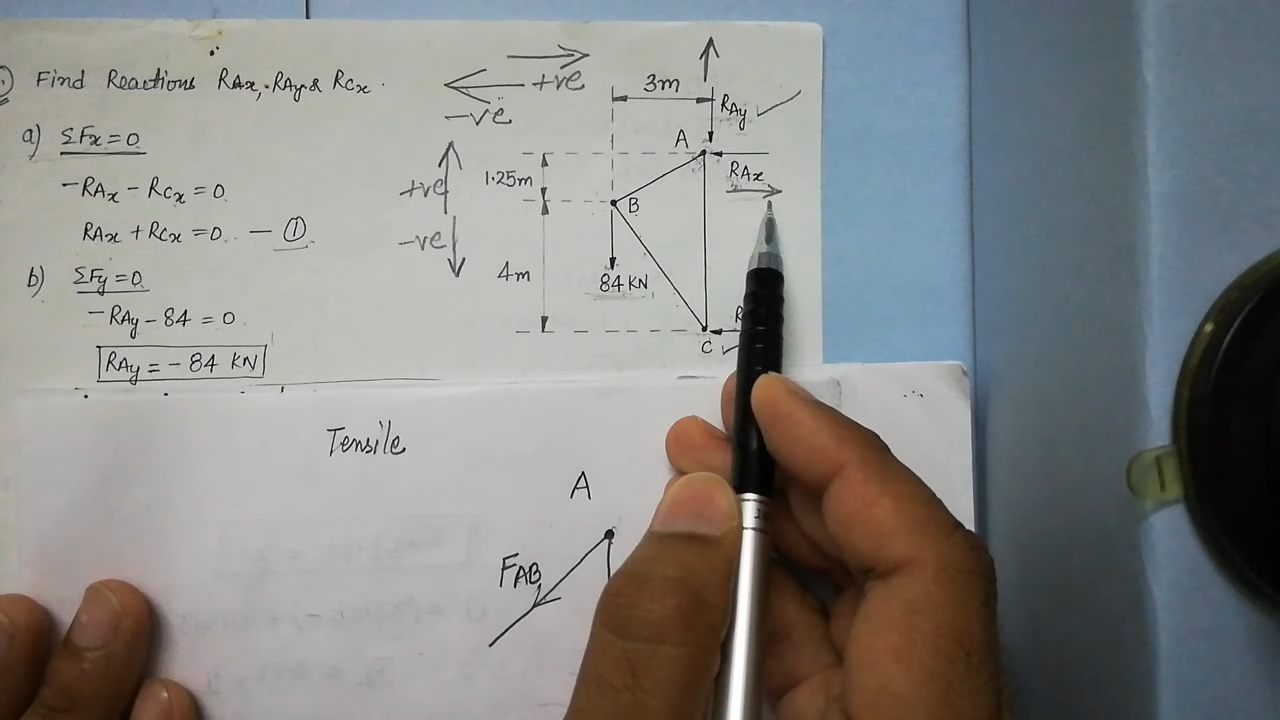 Find Reactions RAx, RAy & RCx.
a) ΣFx = 0
-RAx - RCx = 0
RAx + RCx = 0. — ①
b) ΣFy = 0
-RAy - 84 = 0
RAy = - 84 KN
+ve
-ve
+ve
-ve
3m
RAy
A
RAx
1.25m
B
4m
84 KN
C
Tensile
A
FAB